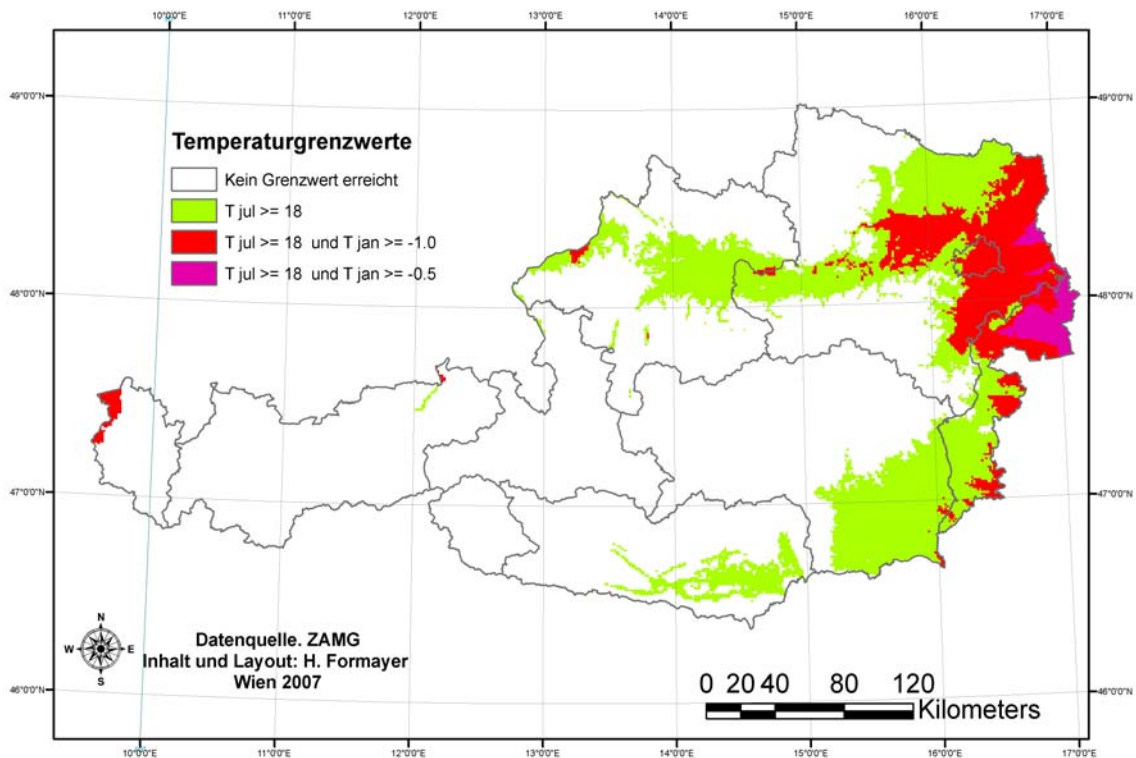 10°0'0"E 11°0'0"E 12°0'0"E 13°0'0"E 14°0'0"E 15°0'0"E 16°0'0"E 17°0'0"E
49°0'0"N 49°0'0"N
Temperaturgrenzwerte
Kein Grenzwert erreicht
T jul >= 18
T jul >= 18 und T jan >= -1.0
T jul >= 18 und T jan >= -0.5
48°0'0"N 48°0'0"N
47°0'0"N 47°0'0"N
N
W E
S
Datenquelle. ZAMG
Inhalt und Layout: H. Formayer
Wien 2007
46°0'0"N 46°0'0"N
0 20 40 80 120
Kilometers
10°0'0"E 11°0'0"E 12°0'0"E 13°0'0"E 14°0'0"E 15°0'0"E 16°0'0"E 17°0'0"E